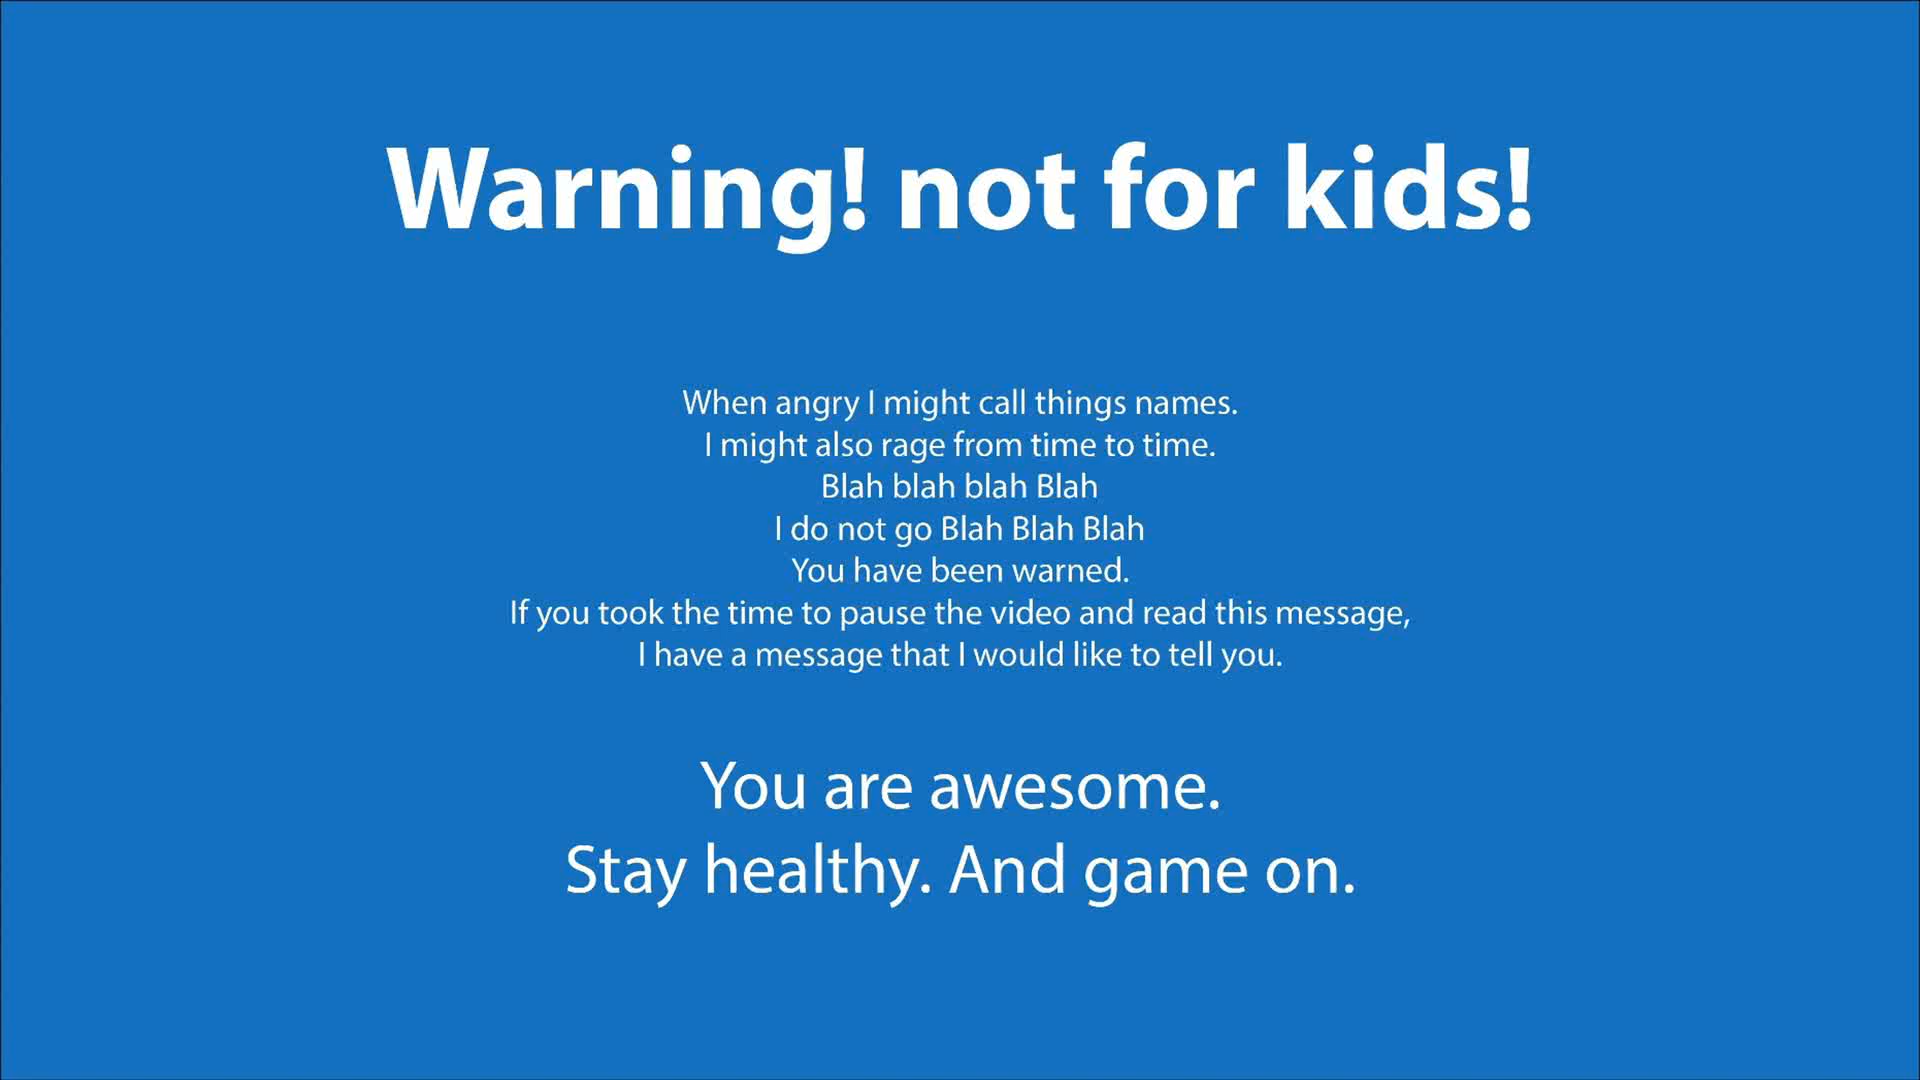 Warning! not for kids!
When angry I might call things names.
I might also rage from time to time.
Blah blah blah Blah
I do not go Blah Blah Blah
You have been warned.
If you took the time to pause the video and read this message,
I have a message that I would like to tell you.
You are awesome.
Stay healthy. And game on.